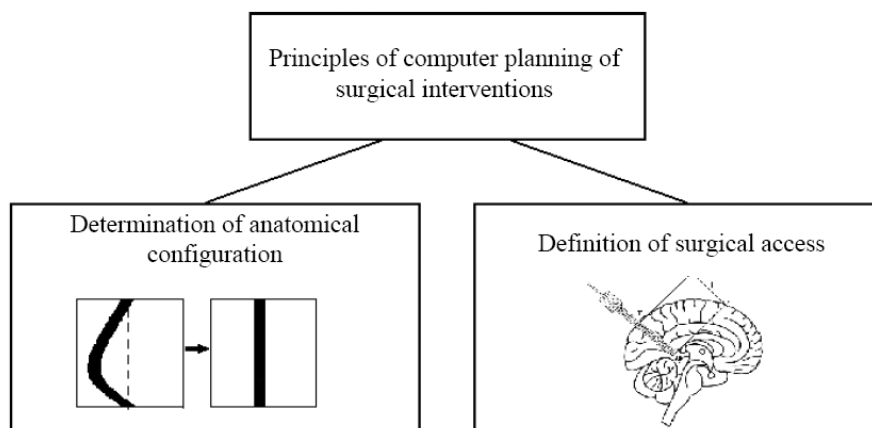 Principles of computer planning of
surgical interventions
Determination of anatomical
configuration
Definition of surgical access